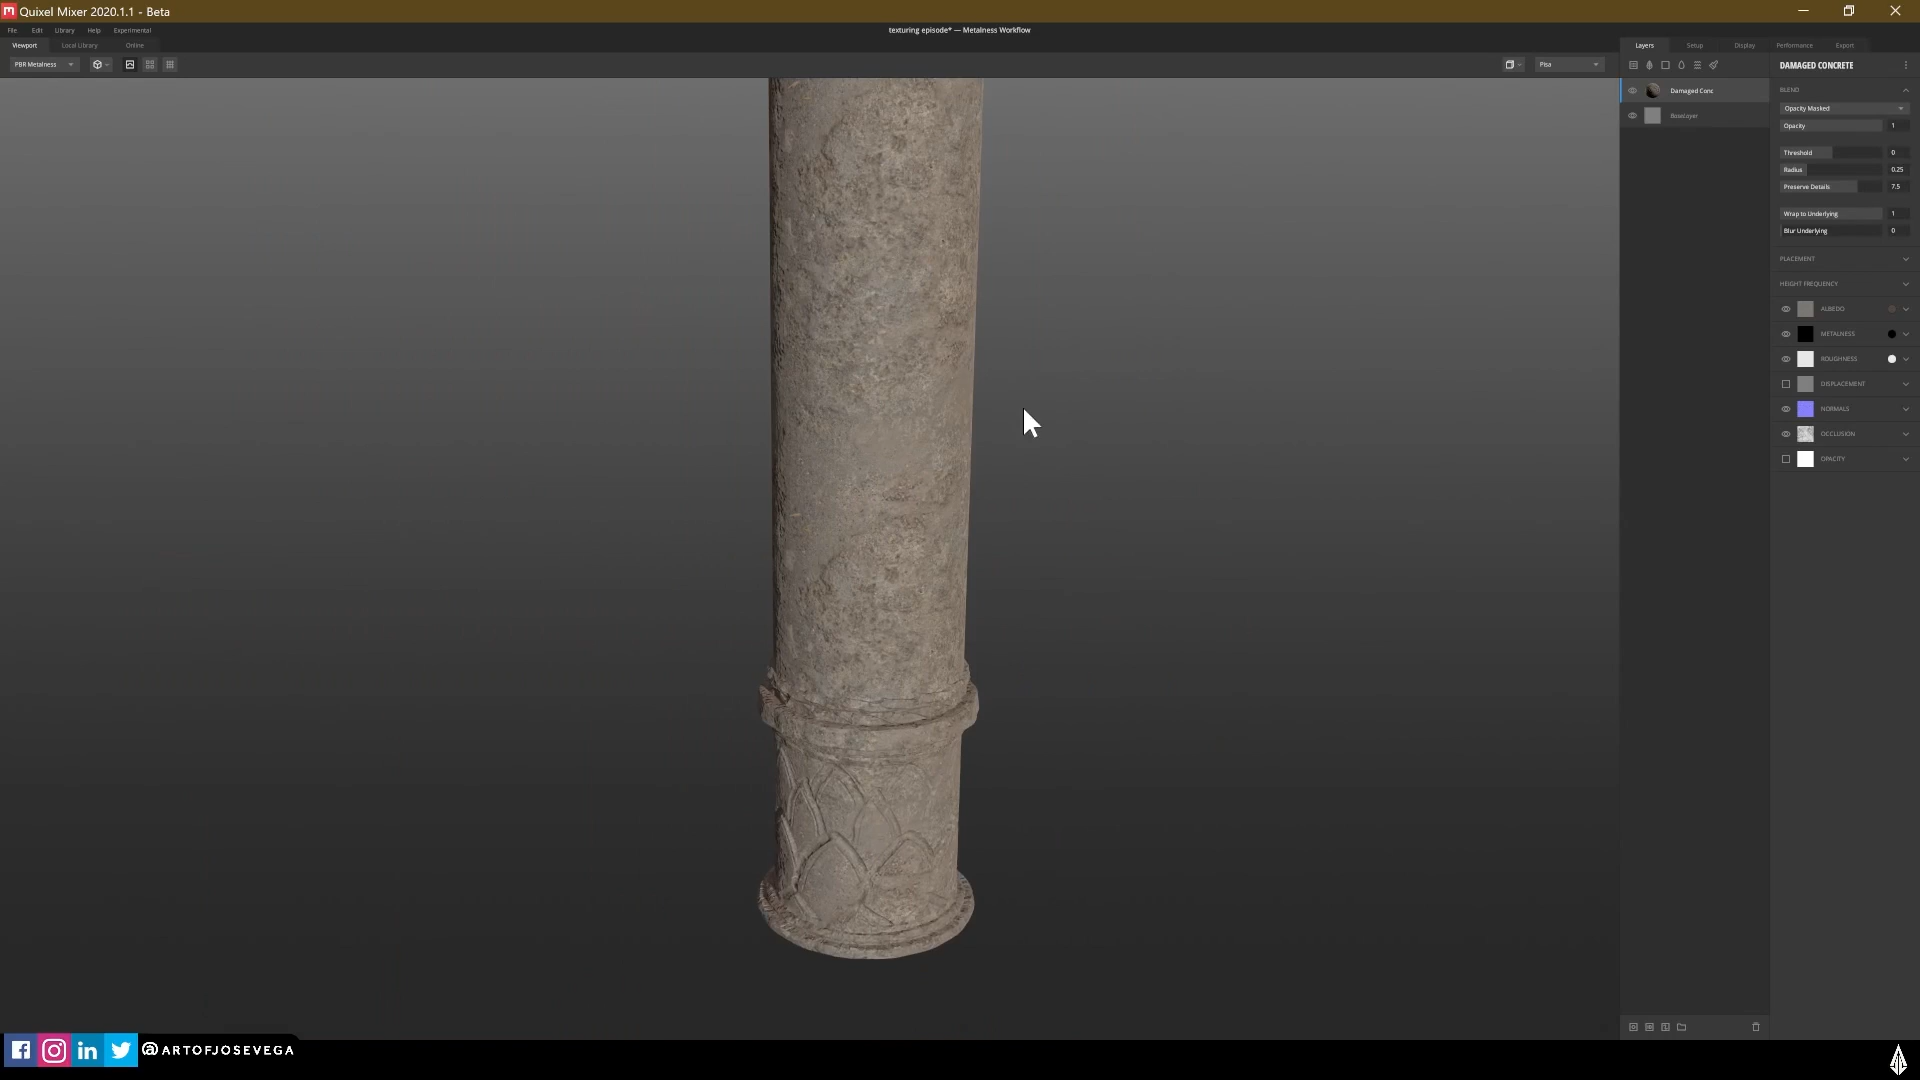 Quixel Mixer 2020.1.1 - Beta
File Edit Library Help Experimental
texturing episode* — Metalness Workflow
Viewport Local Library Online
Layers Setup Display Performance Export
PBR Metalness
Pisa
DAMAGED CONCRETE
Damaged Conc
BLEND
Baselayer
Opacity Masked
Opacity 1
Threshold 0
Radius 0.25
Preserve Details 7.5
Wrap to Underlying 1
Blur Underlying 0
PLACEMENT
HEIGHT FREQUENCY
ALBEDO
METALNESS
ROUGHNESS
DISPLACEMENT
NORMALS
OCCLUSION
OPACITY
@ARTOFJOSEVEGA